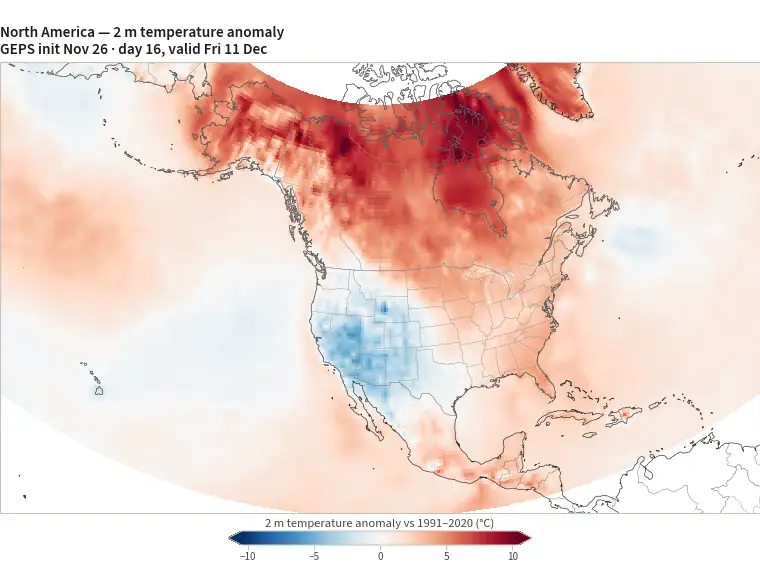 North America — 2 m temperature anomaly
GEPS init Nov 26 · day 16, valid Fri 11 Dec
2 m temperature anomaly vs 1991–2020 (°C)
−10 −5 0 5 10